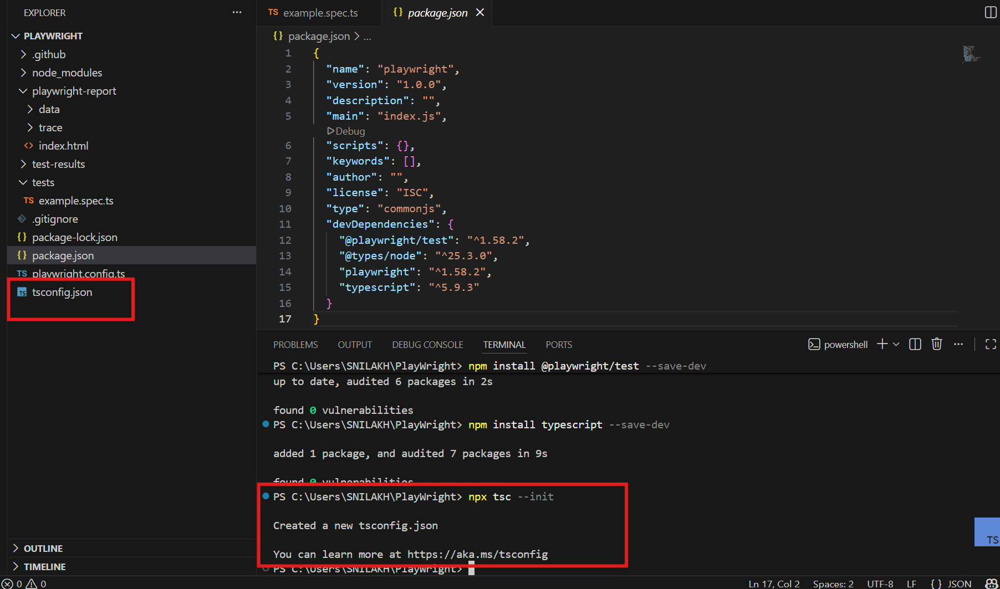 EXPLORER
PLAYWRIGHT
.github
node_modules
playwright-report
data
trace
index.html
test-results
tests
TS example.spec.ts
.gitignore
{} package-lock.json
{} package.json
TS playwright.config.ts
TS tsconfig.json
OUTLINE
TIMELINE
TS example.spec.ts
{} package.json
{} package.json > ...
1 {
2 "name": "playwright",
3 "version": "1.0.0",
4 "description": "",
5 "main": "index.js",
Debug
6 "scripts": {},
7 "keywords": [],
8 "author": "",
9 "license": "ISC",
10 "type": "commonjs",
11 "devDependencies": {
12 "@playwright/test": "^1.58.2",
13 "@types/node": "^25.3.0",
14 "playwright": "^1.58.2",
15 "typescript": "^5.9.3"
16 }
17 }
PROBLEMS OUTPUT DEBUG CONSOLE TERMINAL PORTS powershell
PS C:\Users\SNILAKH\PlayWright> npm install @playwright/test --save-dev
up to date, audited 6 packages in 2s
found 0 vulnerabilities
PS C:\Users\SNILAKH\PlayWright> npm install typescript --save-dev
added 1 package, and audited 7 packages in 9s
found 0 vulnerabilities
PS C:\Users\SNILAKH\PlayWright> npx tsc --init
Created a new tsconfig.json
You can learn more at https://aka.ms/tsconfig
PS C:\Users\SNILAKH\PlayWright>
TS
0 0 Ln 17, Col 2 Spaces: 2 UTF-8 LF {} JSON